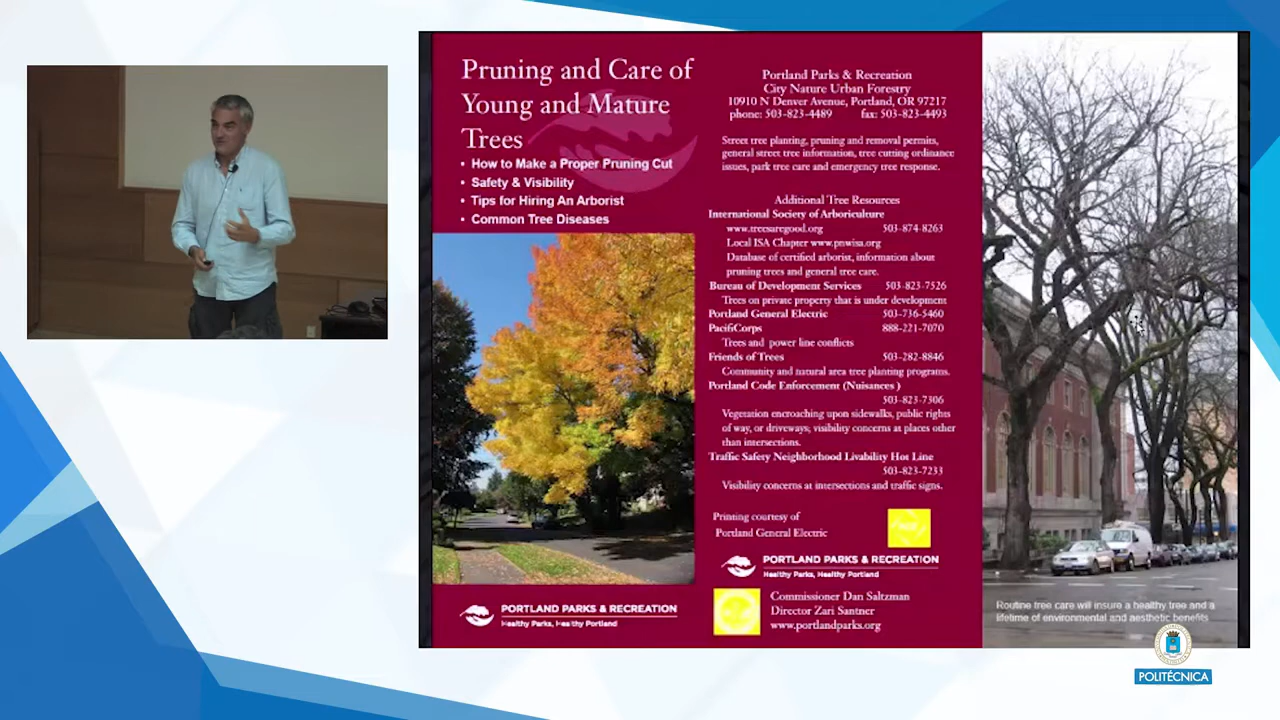 Pruning and Care of
Young and Mature
Trees
• How to Make a Proper Pruning Cut
• Safety & Visibility
• Tips for Hiring An Arborist
• Common Tree Diseases
PORTLAND PARKS & RECREATION
Healthy Parks, Healthy Portland
Portland Parks & Recreation
City Nature Urban Forestry
10910 N Denver Avenue, Portland, OR 97217
phone: 503-823-4489 fax: 503-823-4493
Street tree planting, pruning and removal permits,
general street tree information, tree cutting ordinance
issues, park tree care and emergency tree response.
Additional Tree Resources
International Society of Arboriculture
www.treesaregood.org 503-874-8263
Local ISA Chapter www.pnwisa.org
Database of certified arborist, information about
pruning trees and general tree care.
Bureau of Development Services 503-823-7526
Trees on private property that is under development
Portland General Electric 503-736-5460
PacifiCorps 888-221-7070
Trees and power line conflicts
Friends of Trees 503-282-8846
Community and natural area tree planting programs.
Portland Code Enforcement (Nuisances )
503-823-7306
Vegetation encroaching upon sidewalks, public rights
of way, or driveways; visibility concerns at places other
than intersections.
Traffic Safety Neighborhood Livability Hot Line
503-823-7233
Visibility concerns at intersections and traffic signs.
Printing courtesy of
Portland General Electric
PORTLAND PARKS & RECREATION
Healthy Parks, Healthy Portland
Commissioner Dan Saltzman
Director Zari Santner
www.portlandparks.org
Routine tree care will insure a healthy tree and a
lifetime of environmental and aesthetic benefits
POLITÉCNICA